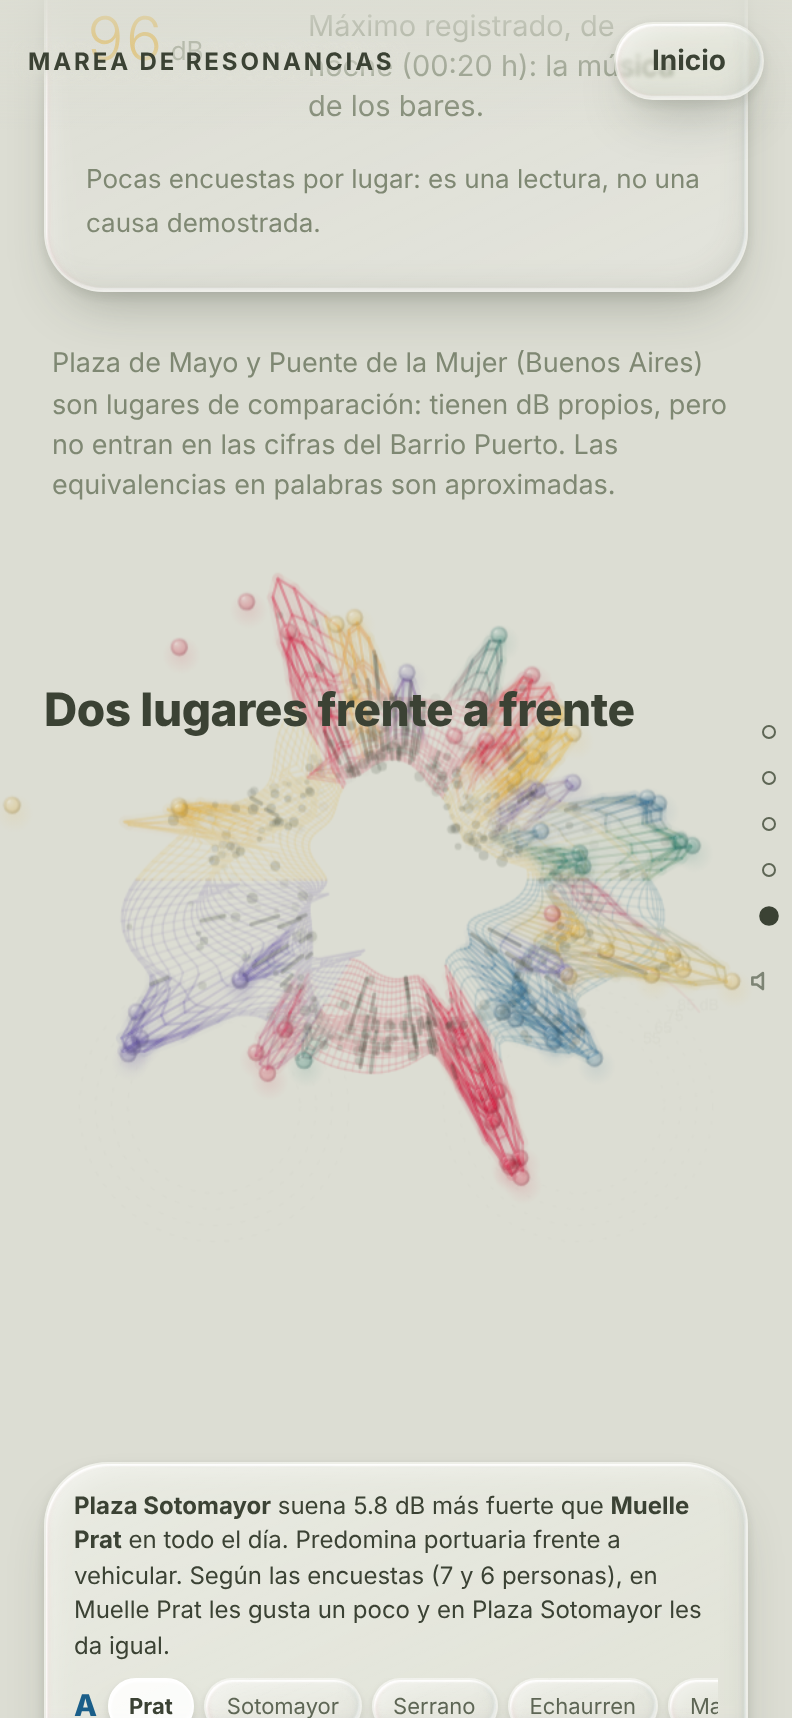 96 dB
Máximo registrado, de
noche (00:20 h): la música
de los bares.
MAREA DE RESONANCIAS
Inicio
Pocas encuestas por lugar: es una lectura, no una
causa demostrada.
Plaza de Mayo y Puente de la Mujer (Buenos Aires)
son lugares de comparación: tienen dB propios, pero
no entran en las cifras del Barrio Puerto. Las
equivalencias en palabras son aproximadas.
Dos lugares frente a frente
Plaza Sotomayor suena 5.8 dB más fuerte que Muelle
Prat en todo el día. Predomina portuaria frente a
vehicular. Según las encuestas (7 y 6 personas), en
Muelle Prat les gusta un poco y en Plaza Sotomayor les
da igual.
A Prat Sotomayor Serrano Echaurren